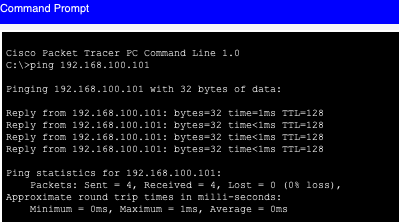 Command Prompt
Cisco Packet Tracer PC Command Line 1.0
C:\>ping 192.168.100.101
Pinging 192.168.100.101 with 32 bytes of data:
Reply from 192.168.100.101: bytes=32 time=1ms TTL=128
Reply from 192.168.100.101: bytes=32 time<1ms TTL=128
Reply from 192.168.100.101: bytes=32 time<1ms TTL=128
Reply from 192.168.100.101: bytes=32 time<1ms TTL=128
Ping statistics for 192.168.100.101:
Packets: Sent = 4, Received = 4, Lost = 0 (0% loss),
Approximate round trip times in milli-seconds:
Minimum = 0ms, Maximum = 1ms, Average = 0ms